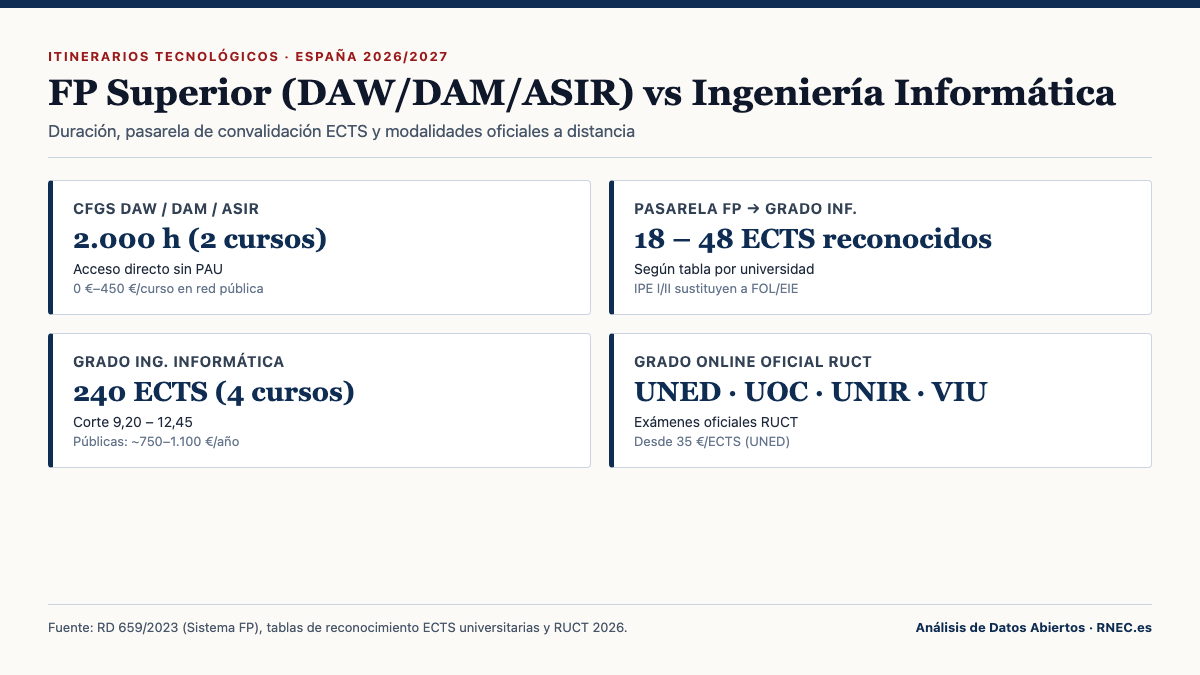 ITINERARIOS TECNOLÓGICOS · ESPAÑA 2026/2027
FP Superior (DAW/DAM/ASIR) vs Ingeniería Informática
Duración, pasarela de convalidación ECTS y modalidades oficiales a distancia
CFGS DAW / DAM / ASIR
2.000 h (2 cursos)
Acceso directo sin PAU
0 €–450 €/curso en red pública
PASARELA FP → GRADO INF.
18 – 48 ECTS reconocidos
Según tabla por universidad
IPE I/II sustituyen a FOL/EIE
GRADO ING. INFORMÁTICA
240 ECTS (4 cursos)
Corte 9,20 – 12,45
Públicas: ~750–1.100 €/año
GRADO ONLINE OFICIAL RUCT
UNED · UOC · UNIR · VIU
Exámenes oficiales RUCT
Desde 35 €/ECTS (UNED)
Fuente: RD 659/2023 (Sistema FP), tablas de reconocimiento ECTS universitarias y RUCT 2026.
Análisis de Datos Abiertos · RNEC.es